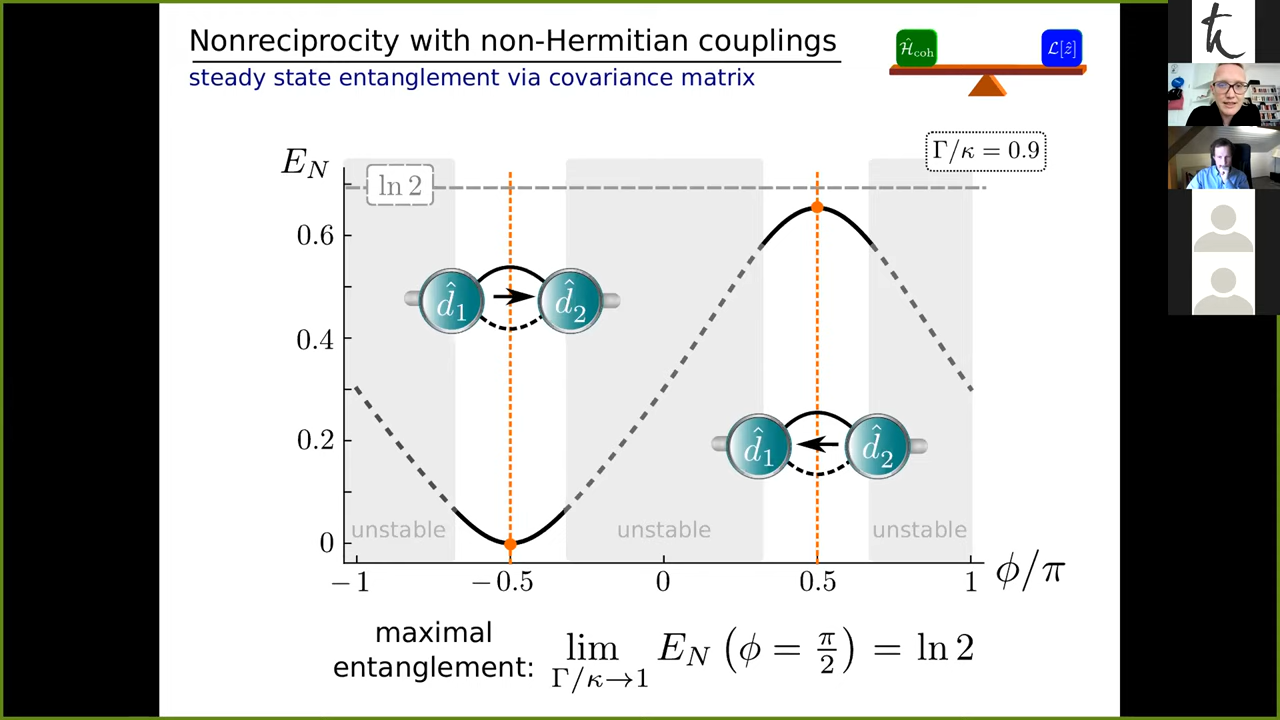 Nonreciprocity with non-Hermitian couplings
steady state entanglement via covariance matrix
Ĥcoh
ℒ[ẑ]
ħ
Γ/κ = 0.9
E_N
ln 2
0.6
0.4
0.2
0
d̂₁
d̂₂
d̂₁
d̂₂
unstable
unstable
unstable
−1
−0.5
0
0.5
1
ϕ/π
maximal
entanglement:
lim E_N (ϕ = π/2) = ln 2
Γ/κ→1